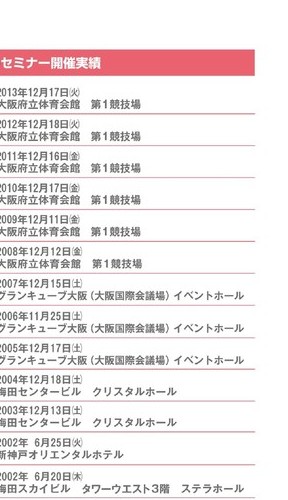 セミナー開催実績
2013年12月17日㈫
大阪府立体育会館　第1競技場
2012年12月18日㈫
大阪府立体育会館　第1競技場
2011年12月16日㈮
大阪府立体育会館　第1競技場
2010年12月17日㈮
大阪府立体育会館　第1競技場
2009年12月11日㈮
大阪府立体育会館　第1競技場
2008年12月12日㈮
大阪府立体育会館　第1競技場
2007年12月15日㈯
グランキューブ大阪（大阪国際会議場）イベントホール
2006年11月25日㈯
グランキューブ大阪（大阪国際会議場）イベントホール
2005年12月17日㈯
グランキューブ大阪（大阪国際会議場）イベントホール
2004年12月18日㈯
梅田センタービル　クリスタルホール
2003年12月13日㈯
梅田センタービル　クリスタルホール
2002年 6月25日㈫
新神戸オリエンタルホテル
2002年 6月20日㈭
梅田スカイビル　タワーウエスト3階　ステラホール